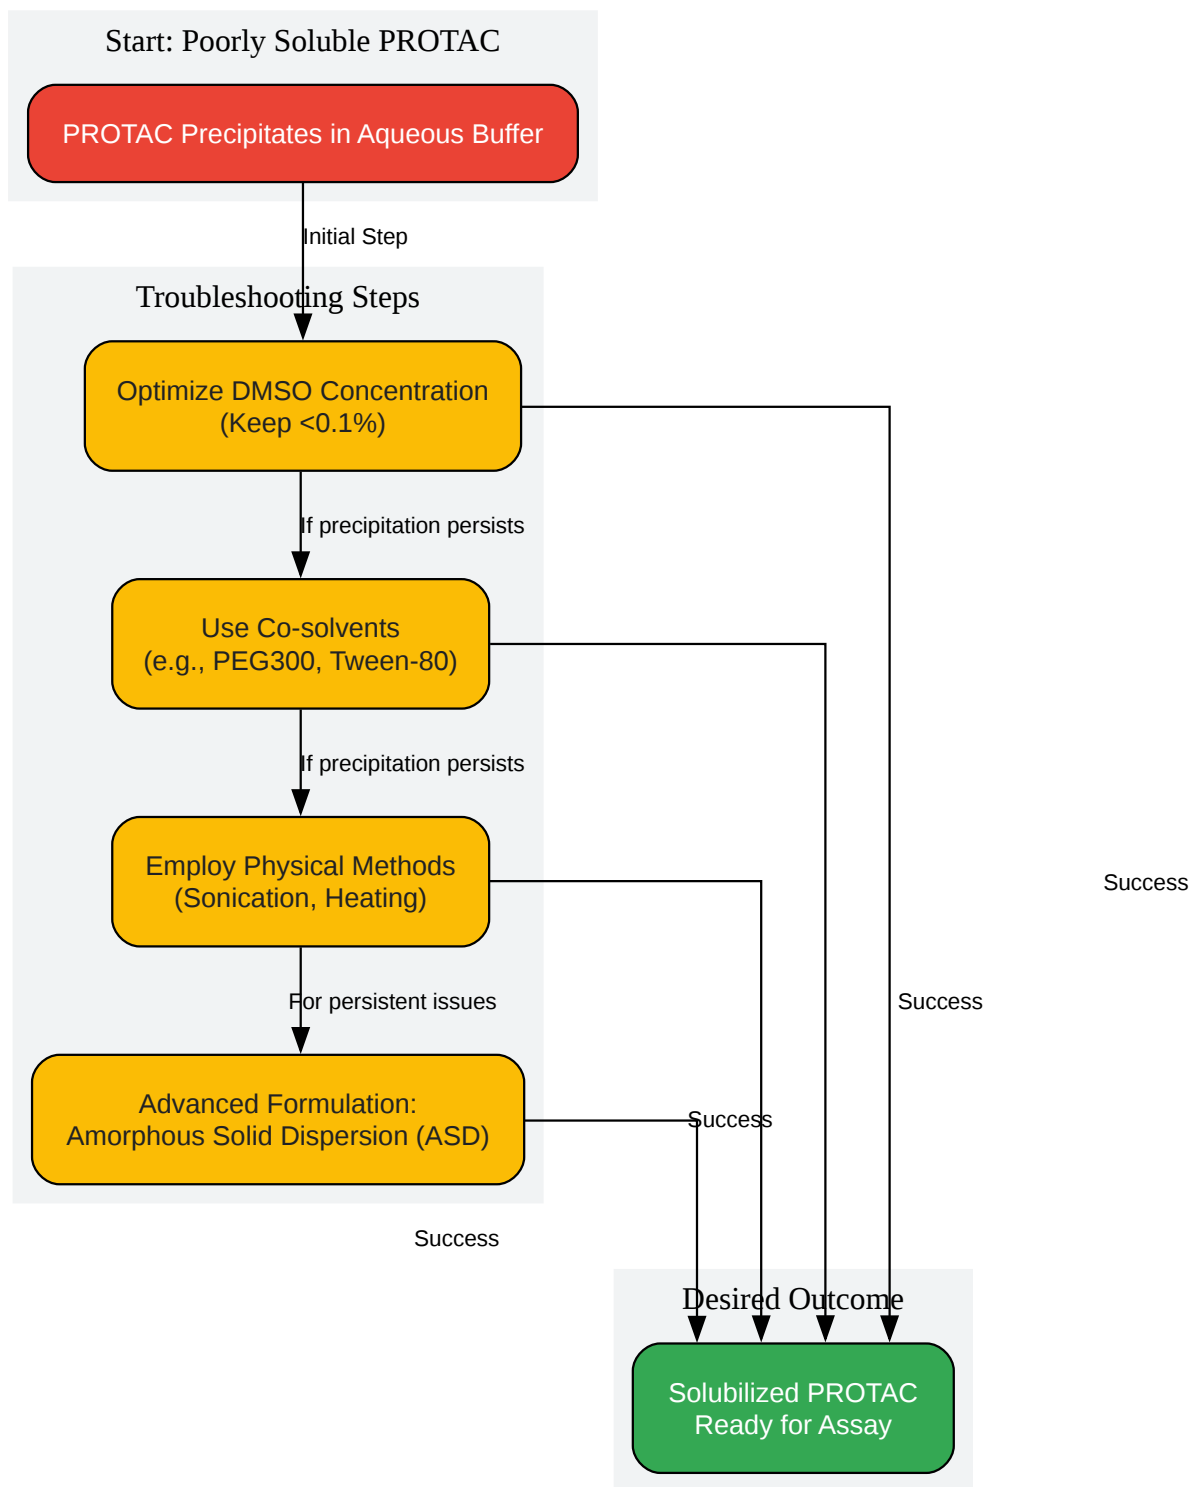 Start: Poorly Soluble PROTAC
PROTAC Precipitates in Aqueous Buffer
Initial Step
Troubleshooting Steps
Optimize DMSO Concentration
(Keep <0.1%)
If precipitation persists
Use Co-solvents
(e.g., PEG300, Tween-80)
If precipitation persists
Employ Physical Methods
(Sonication, Heating)
Success
For persistent issues
Success
Advanced Formulation:
Amorphous Solid Dispersion (ASD)
Success
Success
Desired Outcome
Solubilized PROTAC
Ready for Assay